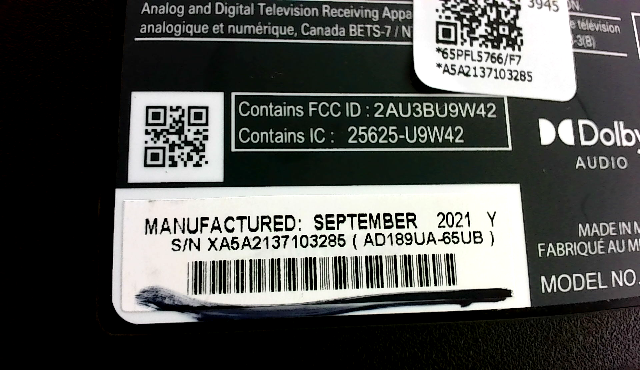 Analog and Digital Television Receiving Appa
analogique et numérique, Canada BETS-7 /
3945
*65PFL5766/F7
*A5A2137103285
ON.
télévision
-3(B)
Contains FCC ID : 2AU3BU9W42
Contains IC : 25625-U9W42
Dolby
AUDIO
MANUFACTURED: SEPTEMBER 2021 Y
S/N XA5A2137103285 ( AD189UA-65UB )
MADE IN M
FABRIQUÉ AU M
MODEL NO.